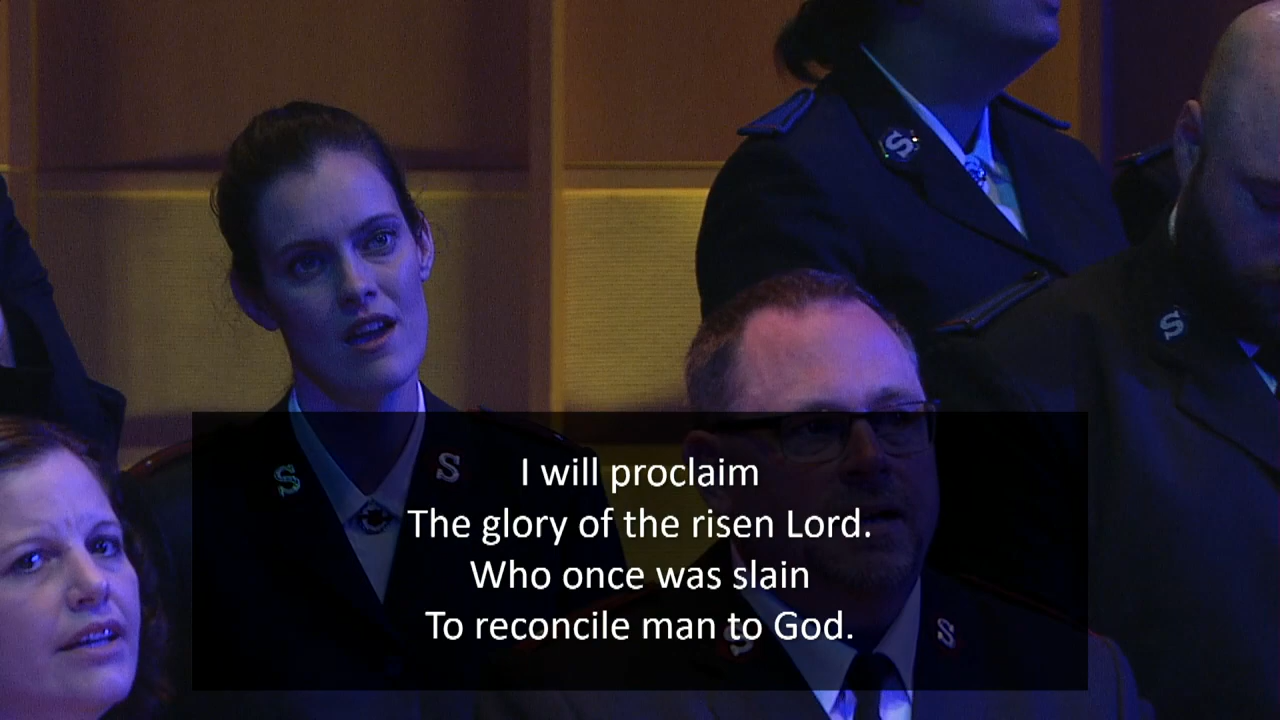 S
S
S
S
I will proclaim
The glory of the risen Lord.
Who once was slain
To reconcile man to God.
S
S